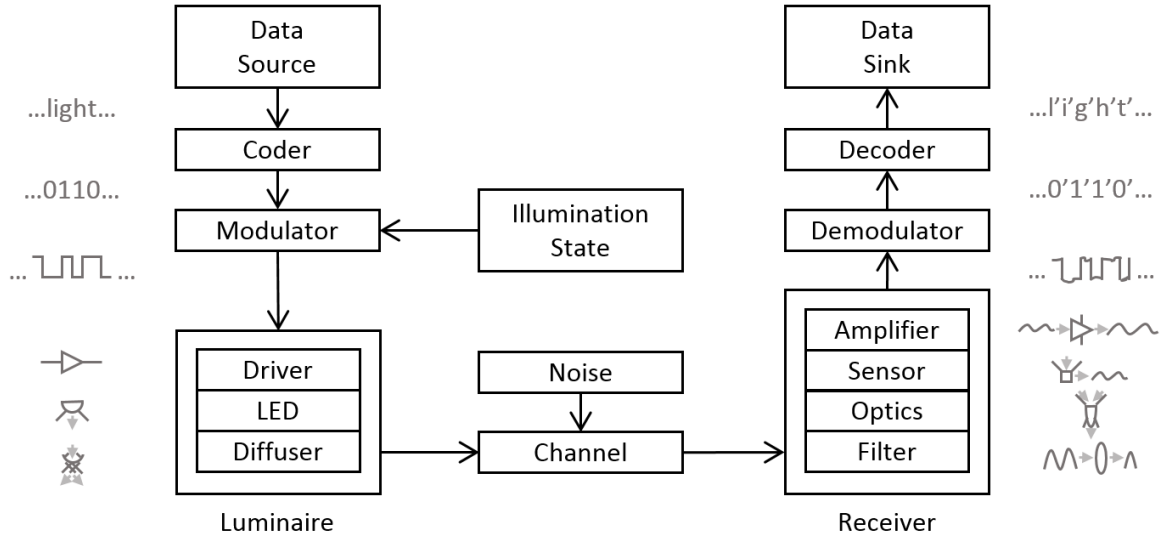 Data
Source
Data
Sink
...light...
...l'i'g'h't'...
Coder
Decoder
...0110...
...0'1'1'0'...
Modulator
Illumination
State
Demodulator
... ...
... ...
Driver
LED
Diffuser
Noise
Channel
Amplifier
Sensor
Optics
Filter
Luminaire
Receiver